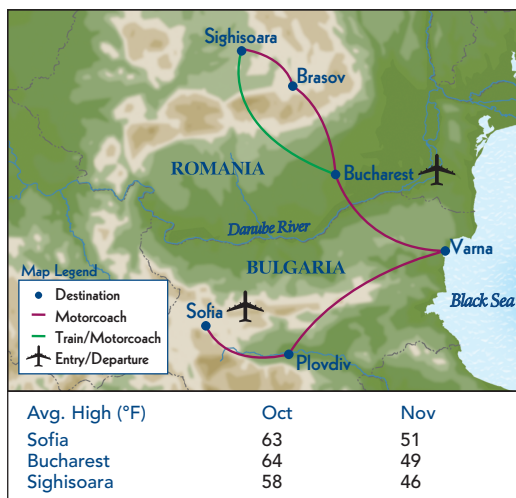 Sighisoara
Brasov
ROMANIA
Bucharest
Danube River
Varna
BULGARIA
Map Legend
Destination
Motorcoach
Train/Motorcoach
Entry/Departure
Sofia
Black Sea
Plovdiv
Avg. High (°F) Oct Nov
Sofia 63 51
Bucharest 64 49
Sighisoara 58 46